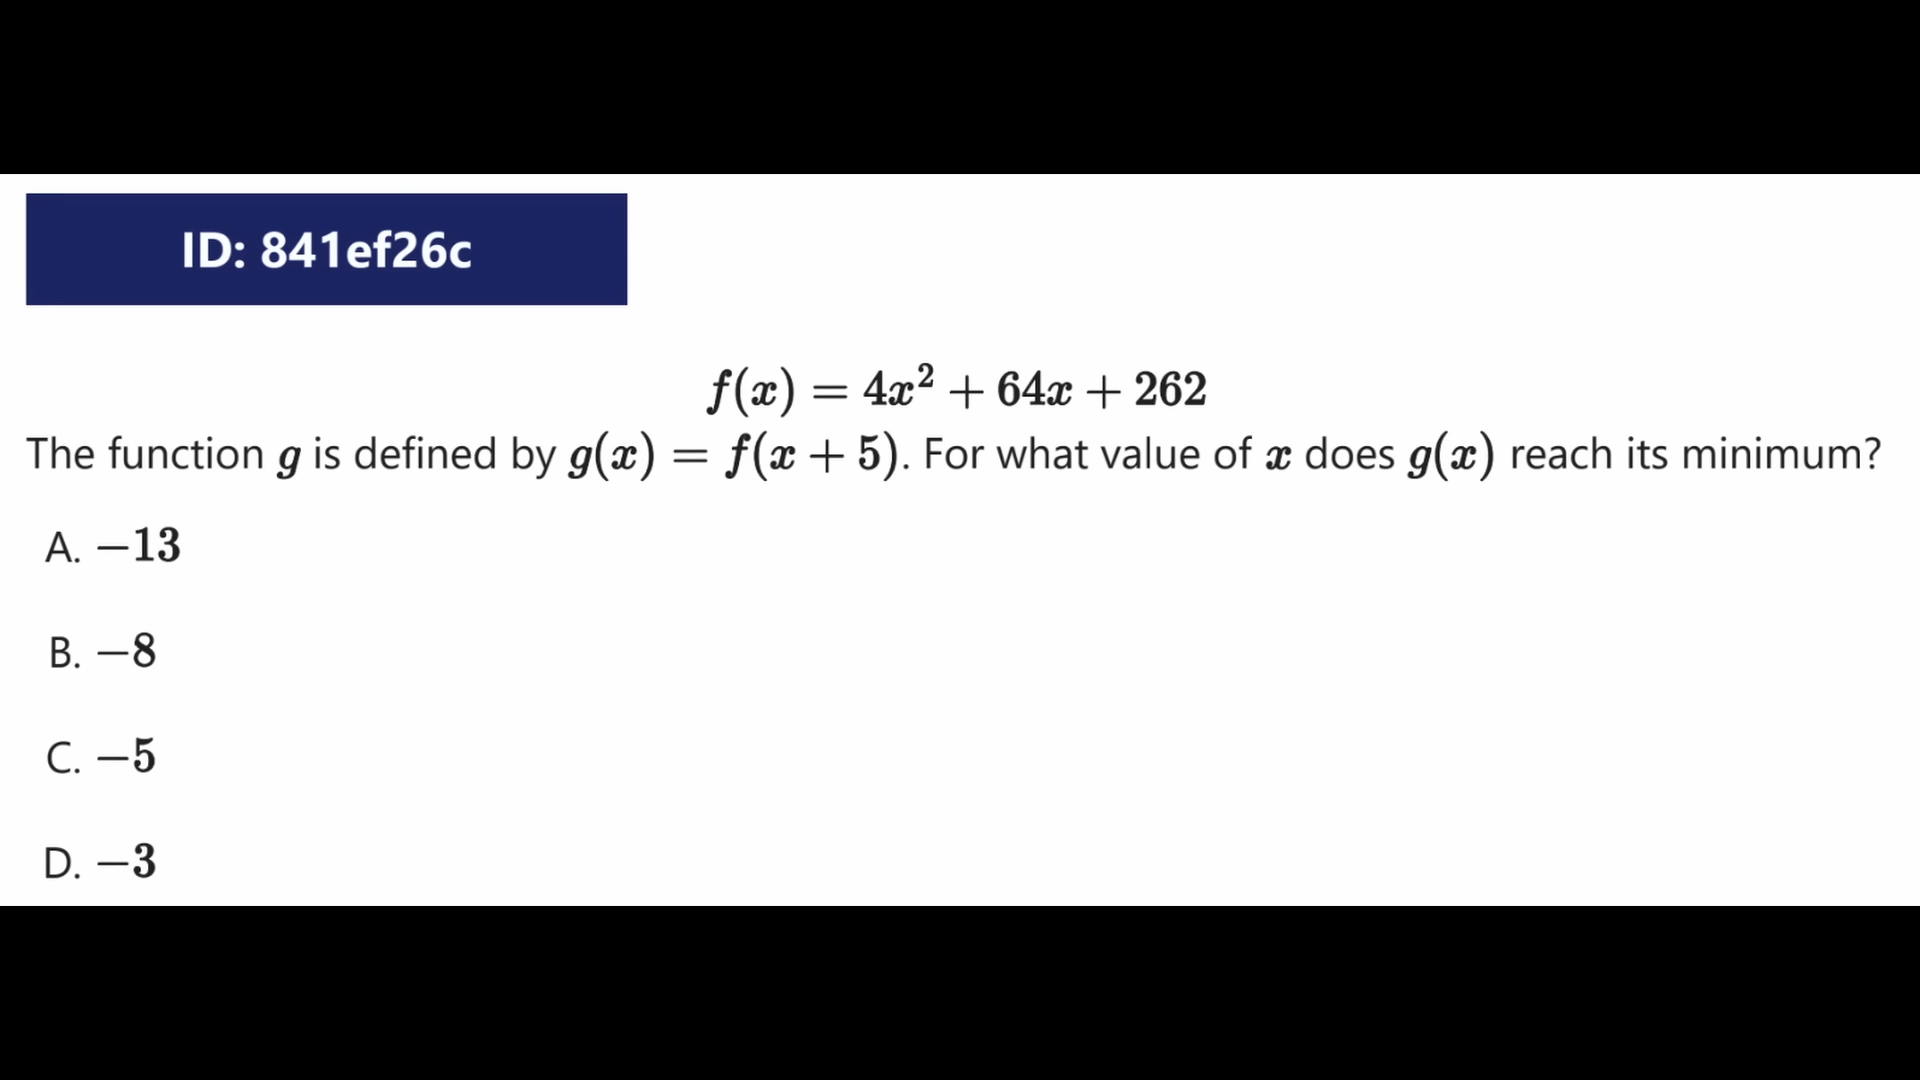 ID: 841ef26c
f(x) = 4x² + 64x + 262
The function g is defined by g(x) = f(x + 5). For what value of x does g(x) reach its minimum?
A. −13
B. −8
C. −5
D. −3